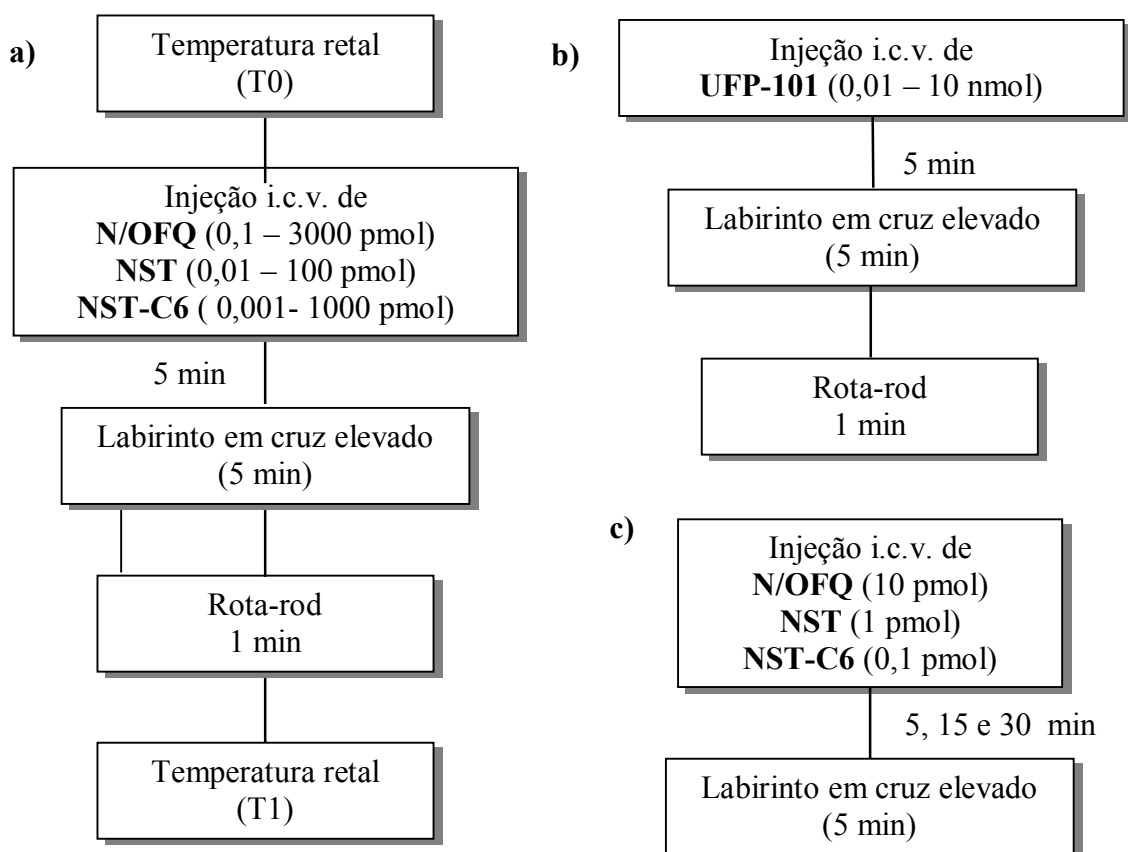 a)
Temperatura retal
(T0)
Injeção i.c.v. de
N/OFQ (0,1 – 3000 pmol)
NST (0,01 – 100 pmol)
NST-C6 ( 0,001- 1000 pmol)
5 min
Labirinto em cruz elevado
(5 min)
Rota-rod
1 min
Temperatura retal
(T1)
b)
Injeção i.c.v. de
UFP-101 (0,01 – 10 nmol)
5 min
Labirinto em cruz elevado
(5 min)
Rota-rod
1 min
c)
Injeção i.c.v. de
N/OFQ (10 pmol)
NST (1 pmol)
NST-C6 (0,1 pmol)
5, 15 e 30 min
Labirinto em cruz elevado
(5 min)